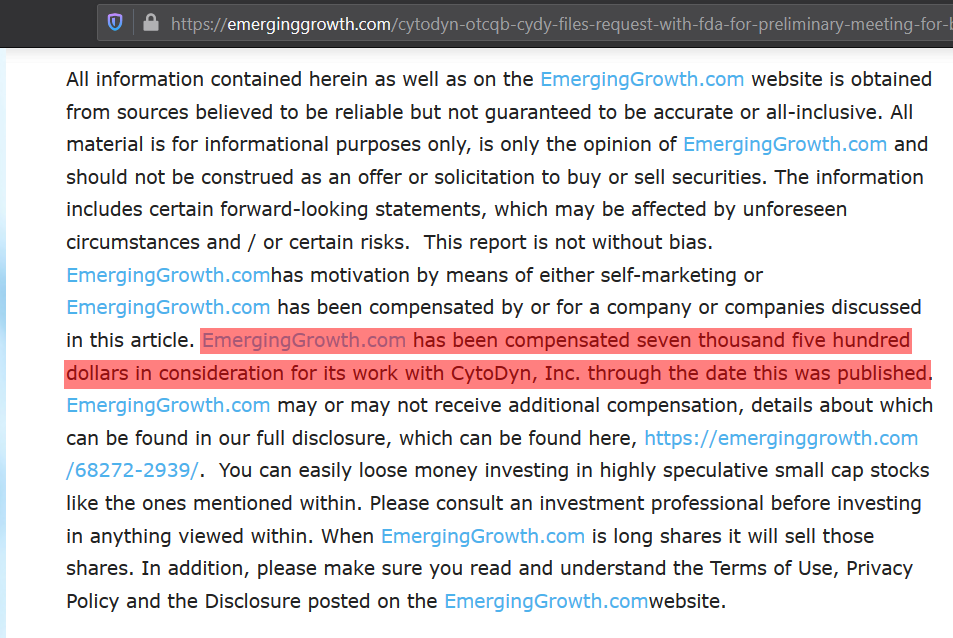 https://emerginggrowth.com/cytodyn-otcqb-cydy-files-request-with-fda-for-preliminary-meeting-for-
All information contained herein as well as on the EmergingGrowth.com website is obtained
from sources believed to be reliable but not guaranteed to be accurate or all-inclusive. All
material is for informational purposes only, is only the opinion of EmergingGrowth.com and
should not be construed as an offer or solicitation to buy or sell securities. The information
includes certain forward-looking statements, which may be affected by unforeseen
circumstances and / or certain risks.  This report is not without bias.
EmergingGrowth.comhas motivation by means of either self-marketing or
EmergingGrowth.com has been compensated by or for a company or companies discussed
in this article. EmergingGrowth.com has been compensated seven thousand five hundred
dollars in consideration for its work with CytoDyn, Inc. through the date this was published.
EmergingGrowth.com may or may not receive additional compensation, details about which
can be found in our full disclosure, which can be found here, https://emerginggrowth.com
/68272-2939/.  You can easily loose money investing in highly speculative small cap stocks
like the ones mentioned within. Please consult an investment professional before investing
in anything viewed within. When EmergingGrowth.com is long shares it will sell those
shares. In addition, please make sure you read and understand the Terms of Use, Privacy
Policy and the Disclosure posted on the EmergingGrowth.comwebsite.